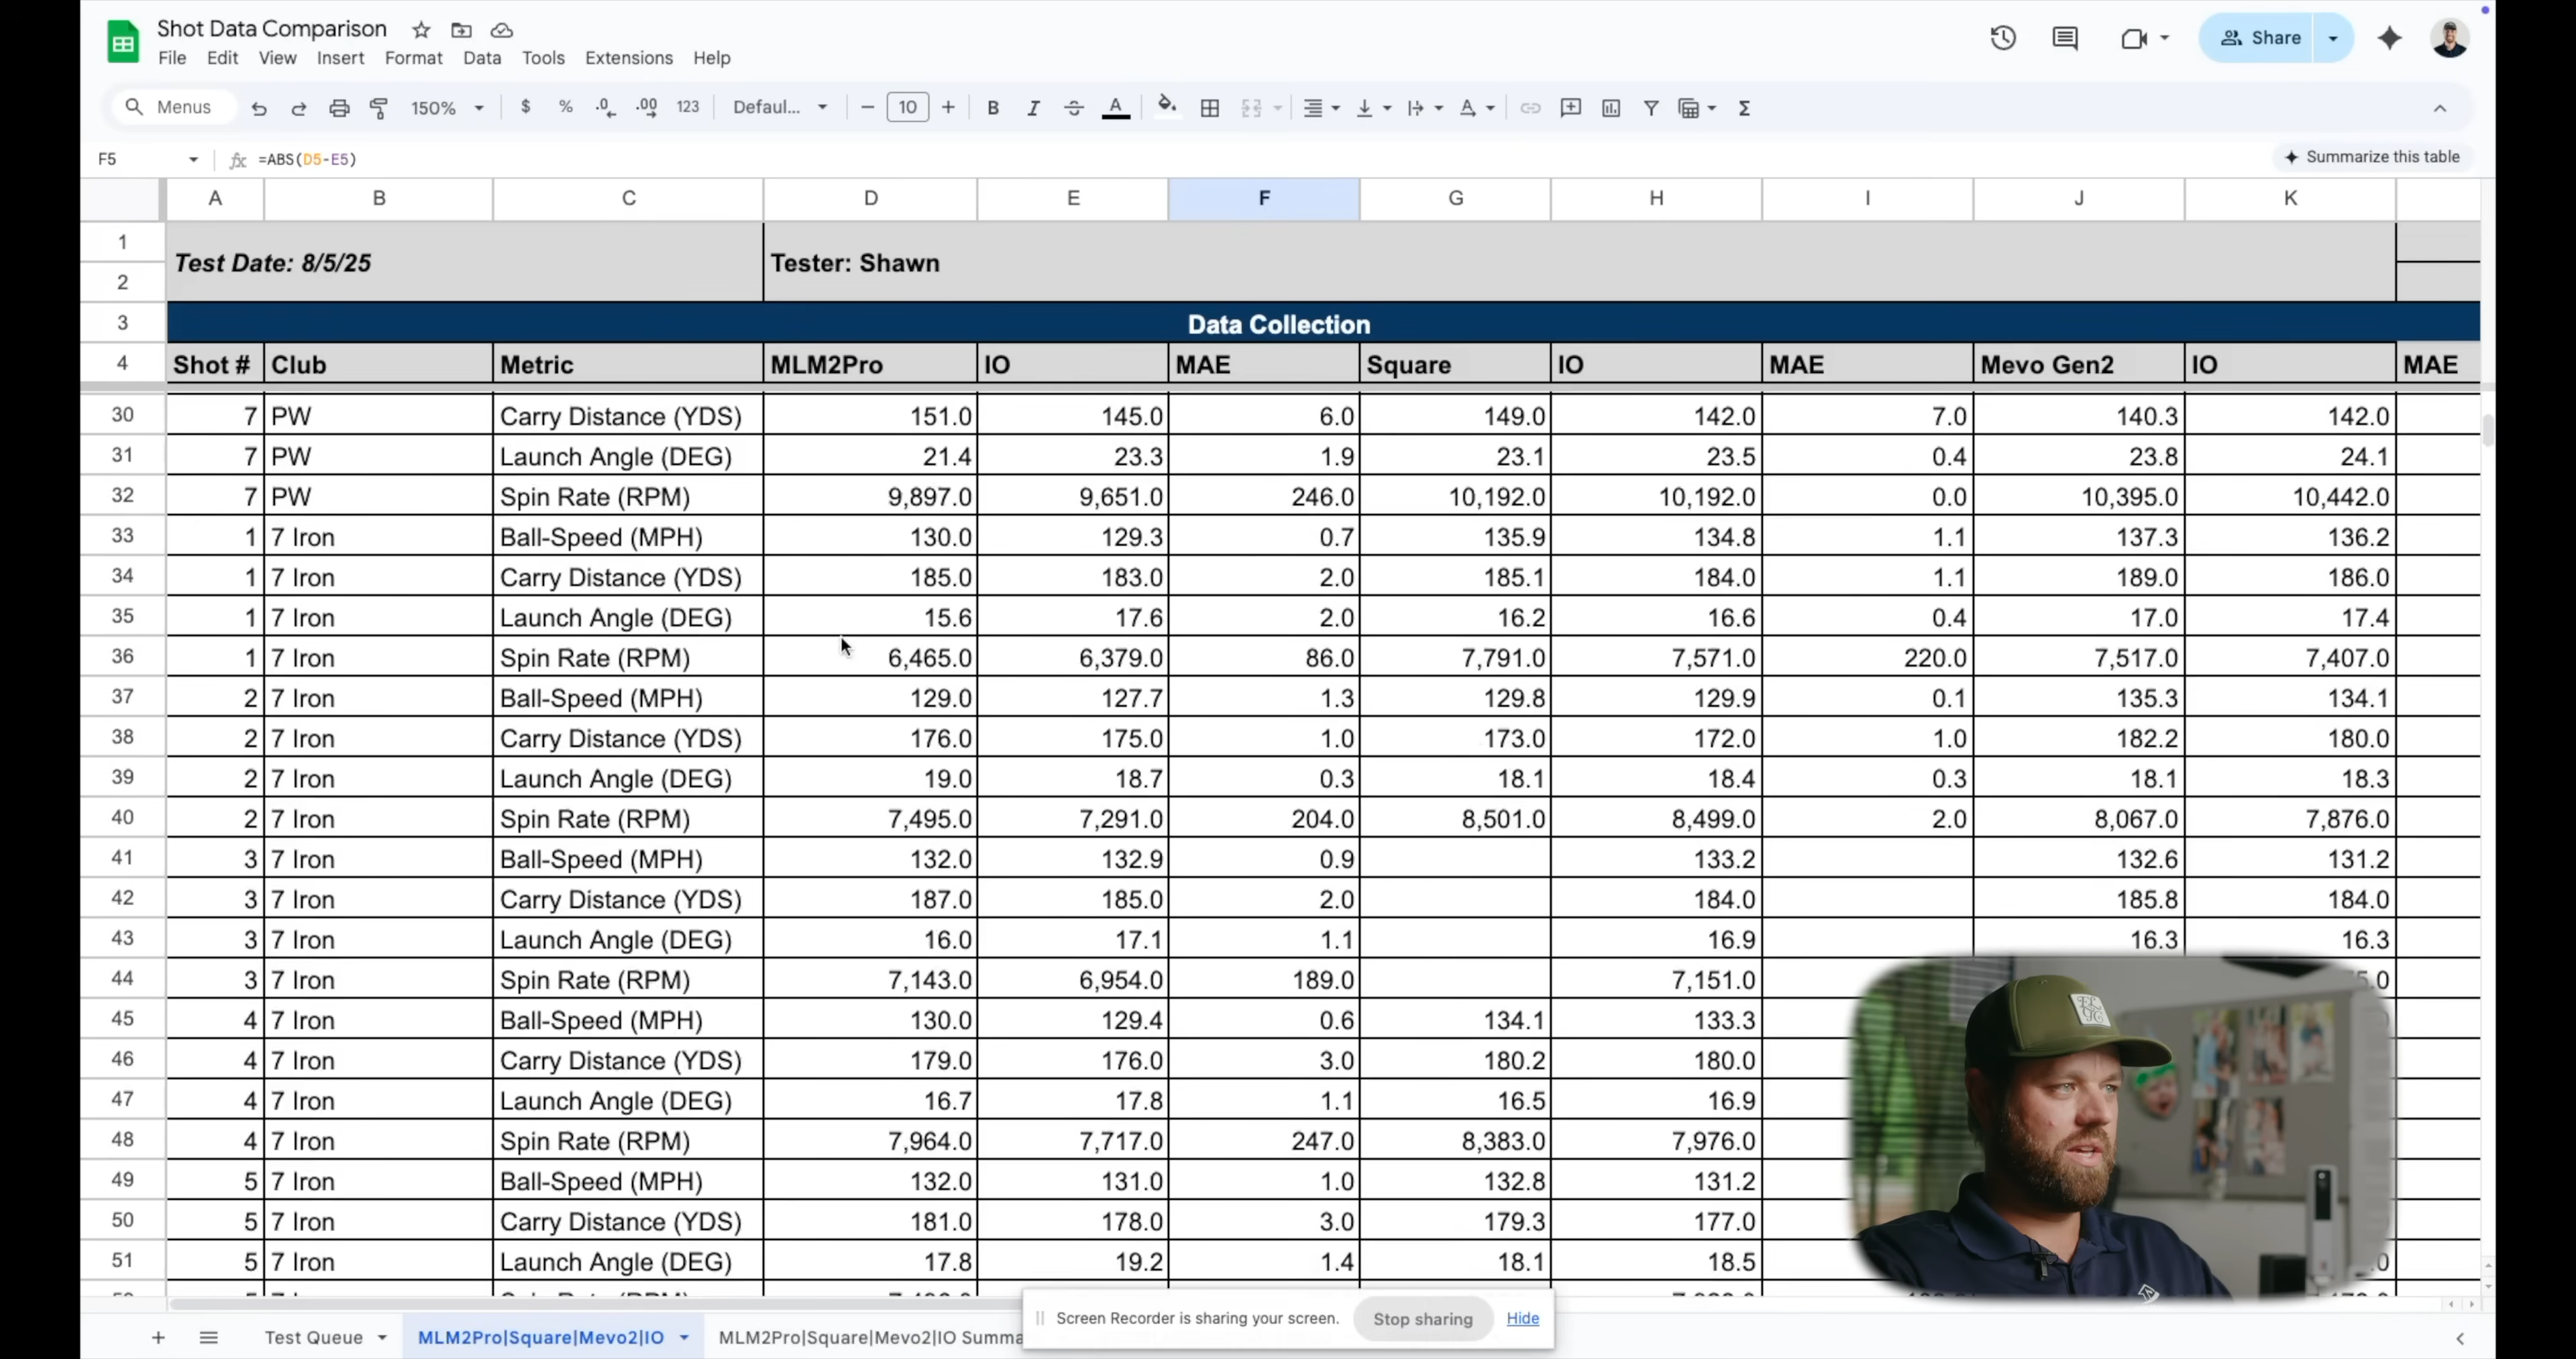 Shot Data Comparison
File Edit View Insert Format Data Tools Extensions Help
Share
Menus 150% $ % .0 .00 123 Defaul... 10 B I A Σ
F5 fx =ABS(D5-E5) Summarize this table
A B C D E F G H I J K
1 Test Date: 8/5/25 Tester: Shawn
2
3 Data Collection
4 Shot # Club Metric MLM2Pro IO MAE Square IO MAE Mevo Gen2 IO MAE
30 7 PW Carry Distance (YDS) 151.0 145.0 6.0 149.0 142.0 7.0 140.3 142.0
31 7 PW Launch Angle (DEG) 21.4 23.3 1.9 23.1 23.5 0.4 23.8 24.1
32 7 PW Spin Rate (RPM) 9,897.0 9,651.0 246.0 10,192.0 10,192.0 0.0 10,395.0 10,442.0
33 1 7 Iron Ball-Speed (MPH) 130.0 129.3 0.7 135.9 134.8 1.1 137.3 136.2
34 1 7 Iron Carry Distance (YDS) 185.0 183.0 2.0 185.1 184.0 1.1 189.0 186.0
35 1 7 Iron Launch Angle (DEG) 15.6 17.6 2.0 16.2 16.6 0.4 17.0 17.4
36 1 7 Iron Spin Rate (RPM) 6,465.0 6,379.0 86.0 7,791.0 7,571.0 220.0 7,517.0 7,407.0
37 2 7 Iron Ball-Speed (MPH) 129.0 127.7 1.3 129.8 129.9 0.1 135.3 134.1
38 2 7 Iron Carry Distance (YDS) 176.0 175.0 1.0 173.0 172.0 1.0 182.2 180.0
39 2 7 Iron Launch Angle (DEG) 19.0 18.7 0.3 18.1 18.4 0.3 18.1 18.3
40 2 7 Iron Spin Rate (RPM) 7,495.0 7,291.0 204.0 8,501.0 8,499.0 2.0 8,067.0 7,876.0
41 3 7 Iron Ball-Speed (MPH) 132.0 132.9 0.9 133.2 132.6 131.2
42 3 7 Iron Carry Distance (YDS) 187.0 185.0 2.0 184.0 185.8 184.0
43 3 7 Iron Launch Angle (DEG) 16.0 17.1 1.1 16.9 16.3 16.3
44 3 7 Iron Spin Rate (RPM) 7,143.0 6,954.0 189.0 7,151.0
45 4 7 Iron Ball-Speed (MPH) 130.0 129.4 0.6 134.1 133.3
46 4 7 Iron Carry Distance (YDS) 179.0 176.0 3.0 180.2 180.0
47 4 7 Iron Launch Angle (DEG) 16.7 17.8 1.1 16.5 16.9
48 4 7 Iron Spin Rate (RPM) 7,964.0 7,717.0 247.0 8,383.0 7,976.0
49 5 7 Iron Ball-Speed (MPH) 132.0 131.0 1.0 132.8 131.2
50 5 7 Iron Carry Distance (YDS) 181.0 178.0 3.0 179.3 177.0
51 5 7 Iron Launch Angle (DEG) 17.8 19.2 1.4 18.1 18.5
Screen Recorder is sharing your screen. Stop sharing Hide
+ Test Queue MLM2Pro|Square|Mevo2|IO MLM2Pro|Square|Mevo2|IO Summa